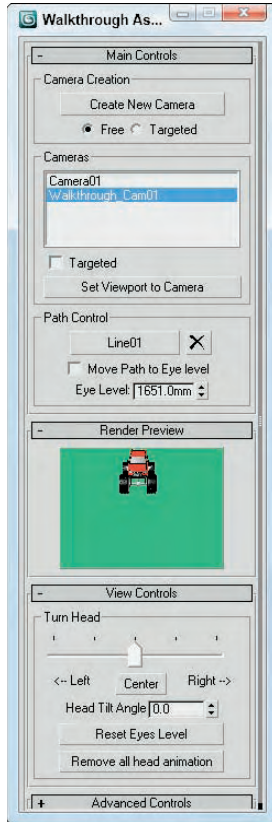 Walkthrough As...
- Main Controls
Camera Creation
Create New Camera
Free Targeted
Cameras
Camera01
Walkthrough_Cam01
Targeted
Set Viewport to Camera
Path Control
Line01
Move Path to Eye level
Eye Level: 1651.0mm
- Render Preview
- View Controls
Turn Head
<-- Left Center Right -->
Head Tilt Angle 0.0
Reset Eyes Level
Remove all head animation
+ Advanced Controls